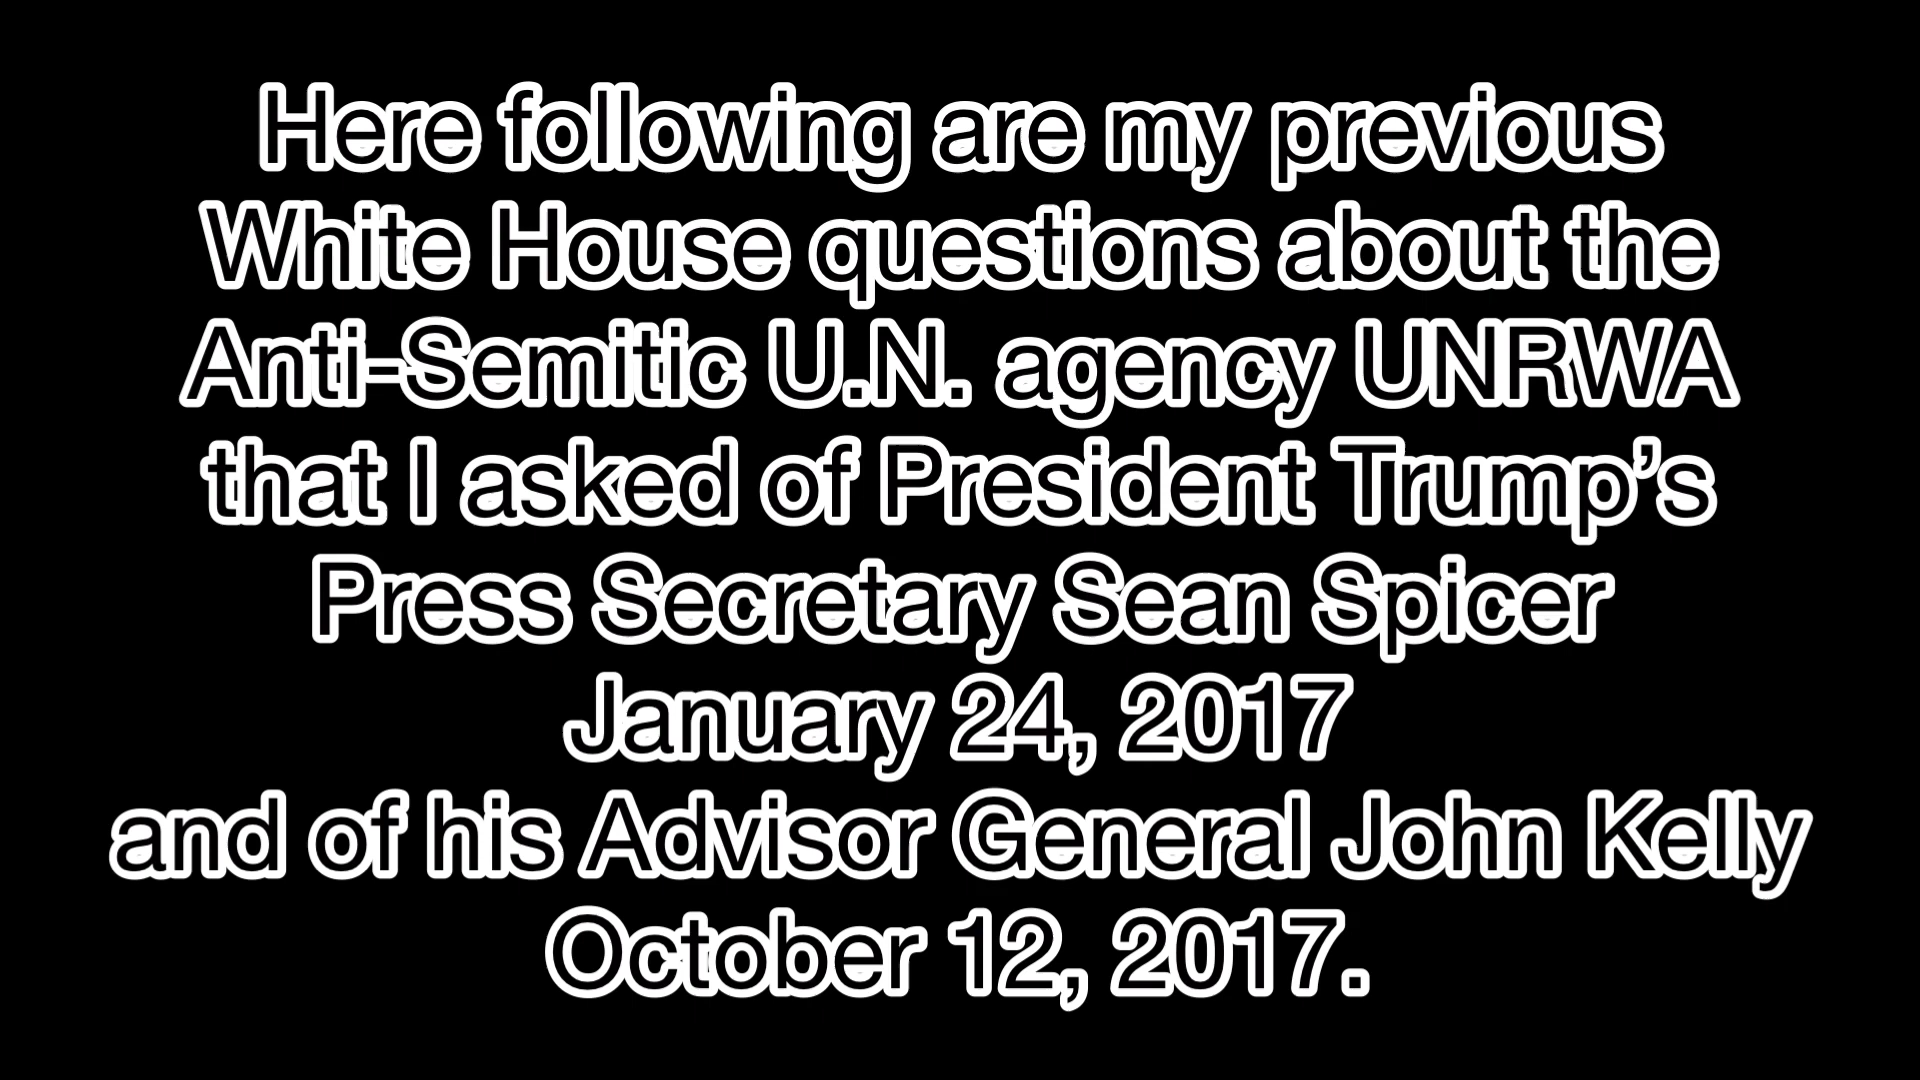 Here following are my previous
White House questions about the
Anti-Semitic U.N. agency UNRWA
that I asked of President Trump’s
Press Secretary Sean Spicer
January 24, 2017
and of his Advisor General John Kelly
October 12, 2017.